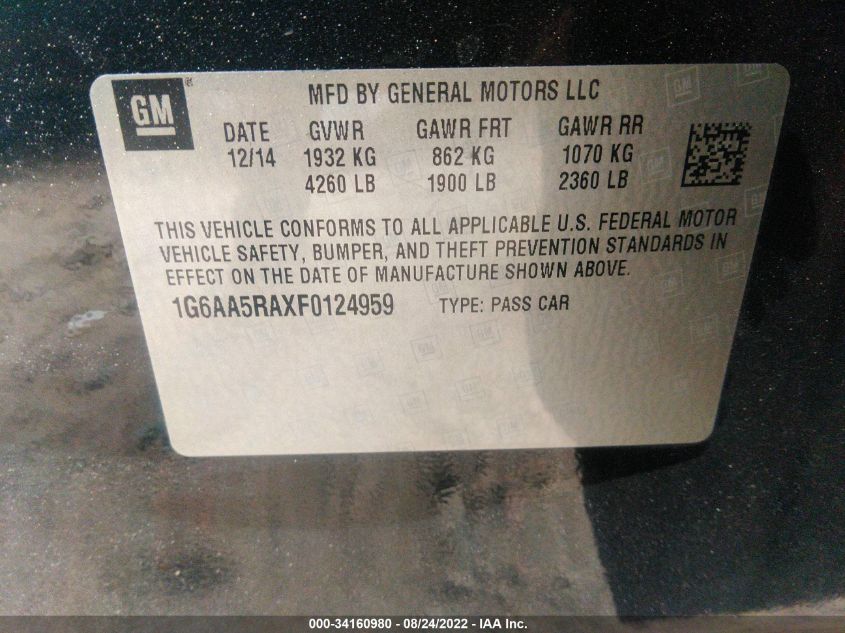 GM ®
MFD BY GENERAL MOTORS LLC
DATE GVWR GAWR FRT GAWR RR
12/14 1932 KG 862 KG 1070 KG
4260 LB 1900 LB 2360 LB
THIS VEHICLE CONFORMS TO ALL APPLICABLE U.S. FEDERAL MOTOR
VEHICLE SAFETY, BUMPER, AND THEFT PREVENTION STANDARDS IN
EFFECT ON THE DATE OF MANUFACTURE SHOWN ABOVE.
1G6AA5RAXF0124959 TYPE: PASS CAR
000-34160980 - 08/24/2022 - IAA Inc.